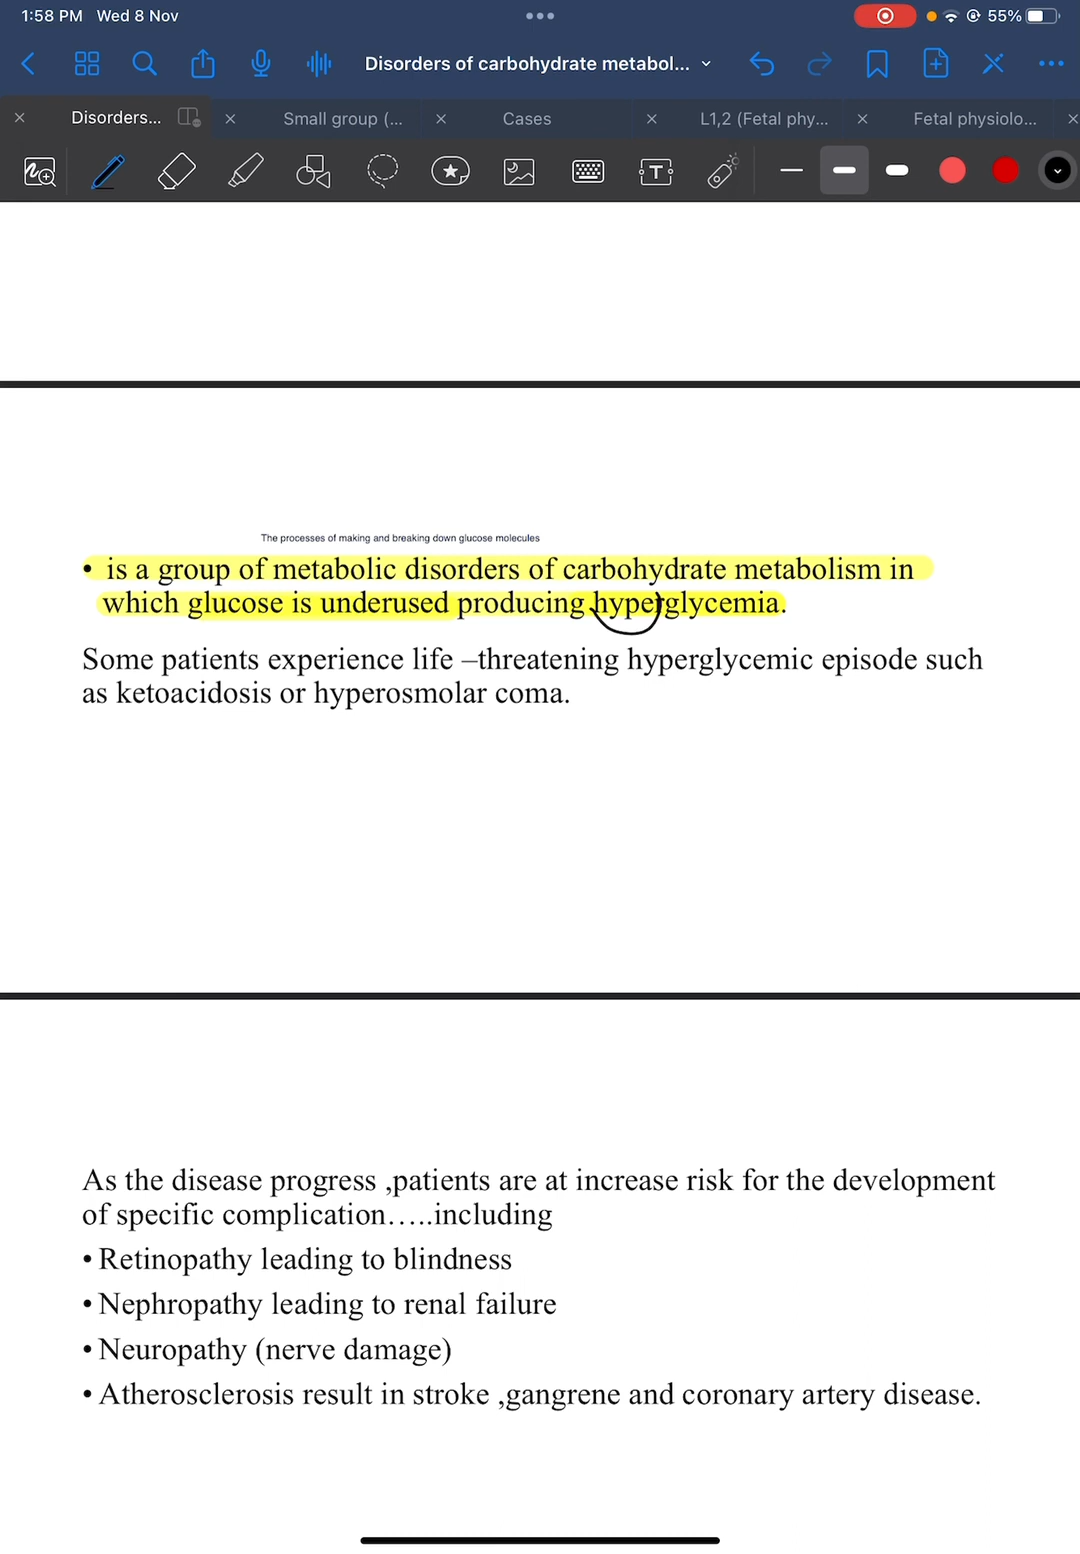 1:58 PM Wed 8 Nov
55%
Disorders of carbohydrate metabol...
Disorders...
Small group (...
Cases
L1,2 (Fetal phy...
Fetal physiolo...
The processes of making and breaking down glucose molecules
• is a group of metabolic disorders of carbohydrate metabolism in
which glucose is underused producing hyperglycemia.
Some patients experience life –threatening hyperglycemic episode such
as ketoacidosis or hyperosmolar coma.
As the disease progress ,patients are at increase risk for the development
of specific complication…..including
• Retinopathy leading to blindness
• Nephropathy leading to renal failure
• Neuropathy (nerve damage)
• Atherosclerosis result in stroke ,gangrene and coronary artery disease.